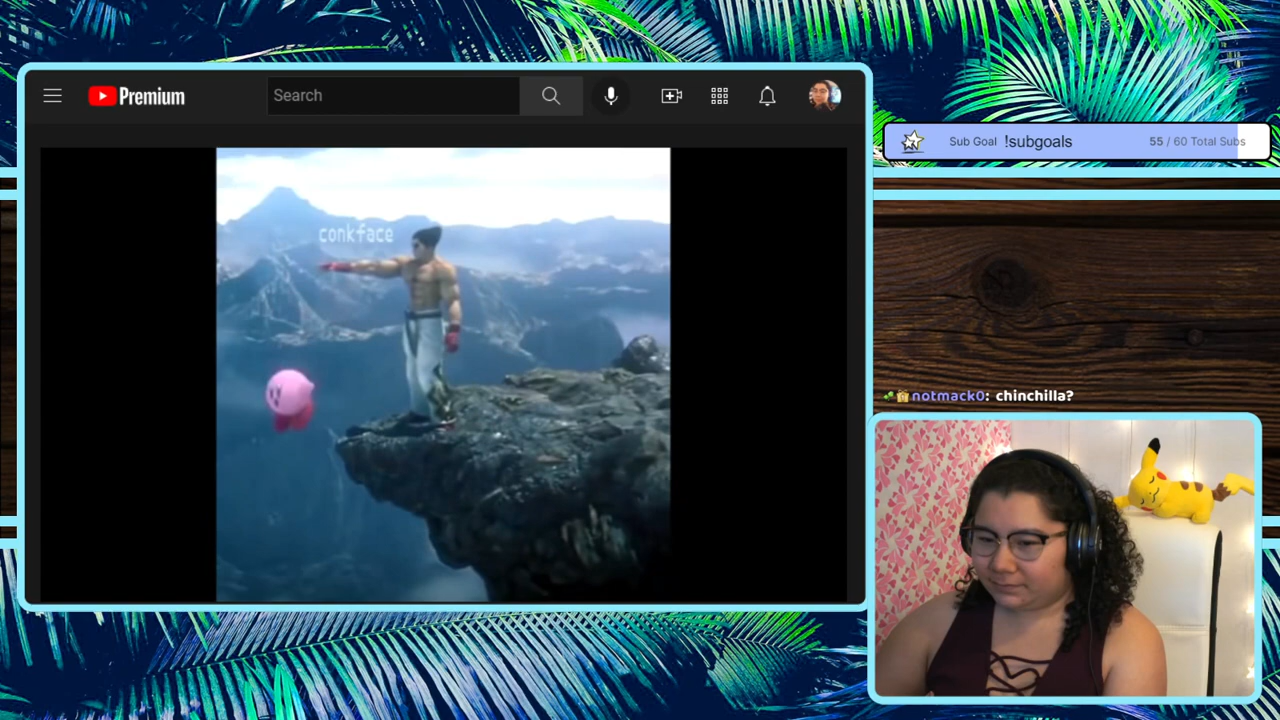 Premium
Search
conkface
Sub Goal !subgoals 55 / 60 Total Subs
notmack0: chinchilla?